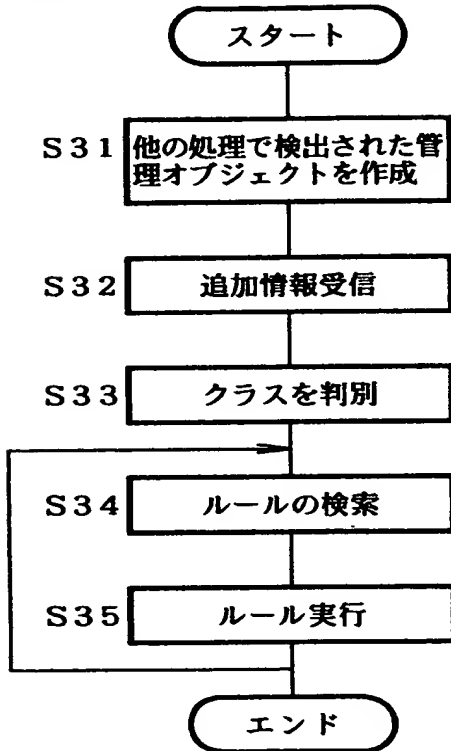 スタート
S31 他の処理で検出された管
理オブジェクトを作成
S32 追加情報受信
S33 クラスを判別
S34 ルールの検索
S35 ルール実行
エンド